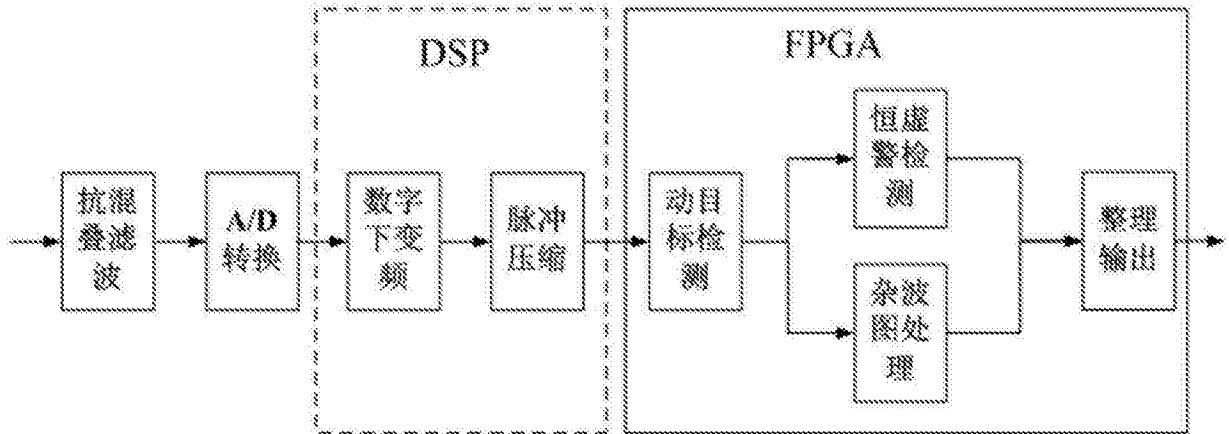 DSP
FPGA
抗混
叠滤
波
A/D
转换
数字
下变
频
脉冲
压缩
动目
标检
测
恒虚
警检
测
杂波
图处
理
整理
输出